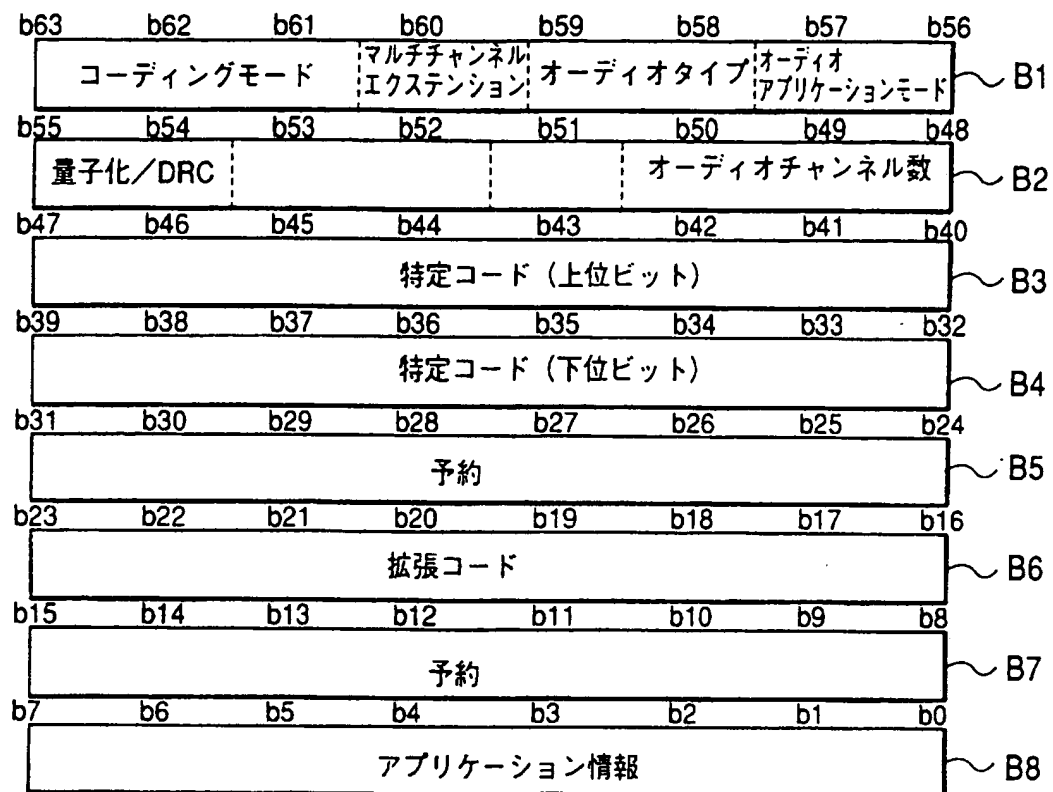 b63 b62 b61 b60 b59 b58 b57 b56
コーディングモード マルチチャンネル オーディオタイプ オーディオ B1
エクステンション アプリケーションモード
b55 b54 b53 b52 b51 b50 b49 b48
量子化／DRC オーディオチャンネル数 B2
b47 b46 b45 b44 b43 b42 b41 b40
特定コード（上位ビット） B3
b39 b38 b37 b36 b35 b34 b33 b32
特定コード（下位ビット） B4
b31 b30 b29 b28 b27 b26 b25 b24
予約 B5
b23 b22 b21 b20 b19 b18 b17 b16
拡張コード B6
b15 b14 b13 b12 b11 b10 b9 b8
予約 B7
b7 b6 b5 b4 b3 b2 b1 b0
アプリケーション情報 B8